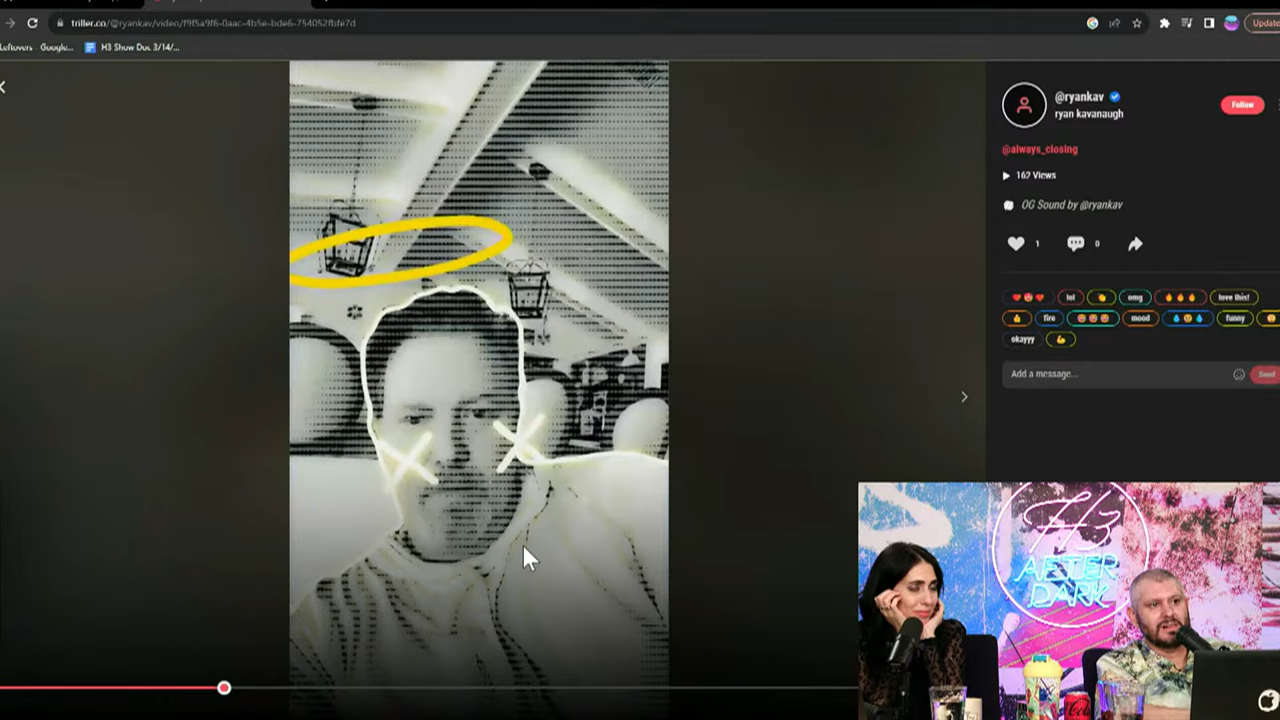 triller.co/@ryankav/video/f9f5a9f6-0aac-4b5e-bde6-754052fbfe7d
Update
Leftovers Google... H3 Show Doc 3/14/...
@ryankav
ryan kavanaugh
Follow
@always_closing
162 Views
OG Sound by @ryankav
1 0
lol omg love this!
fire mood funny
okayyy
Add a message... Send
H3
AFTER
DARK